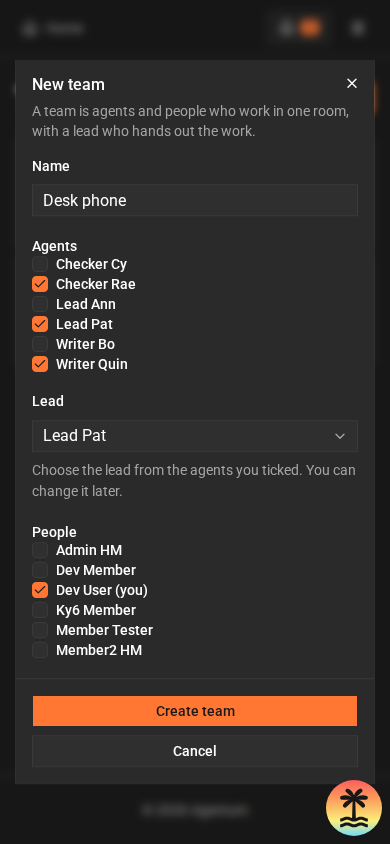 New team
A team is agents and people who work in one room,
with a lead who hands out the work.
Name
Desk phone
Agents
Checker Cy
Checker Rae
Lead Ann
Lead Pat
Writer Bo
Writer Quin
Lead
Lead Pat
Choose the lead from the agents you ticked. You can
change it later.
People
Admin HM
Dev Member
Dev User (you)
Ky6 Member
Member Tester
Member2 HM
Create team
Cancel